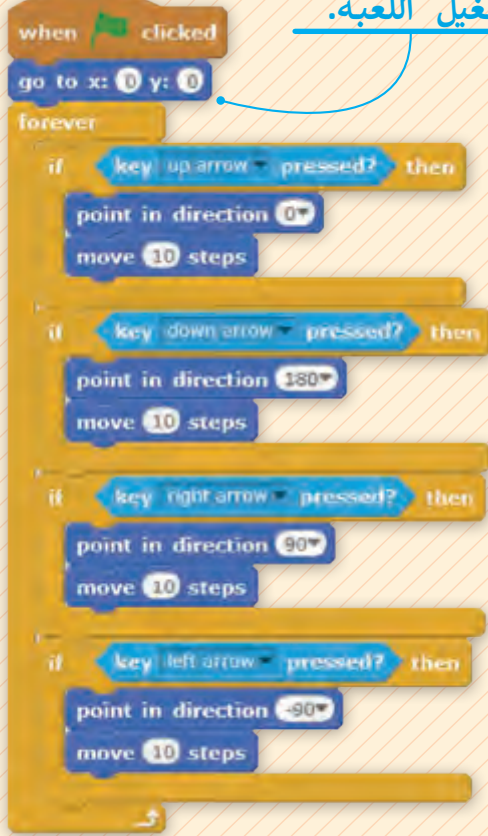 اللعبة.
when clicked
go to x: 0 y: 0
forever
if key up arrow pressed? then
point in direction 0
move 10 steps
if key down arrow pressed? then
point in direction 180
move 10 steps
if key right arrow pressed? then
point in direction 90
move 10 steps
if key left arrow pressed? then
point in direction -90
move 10 steps